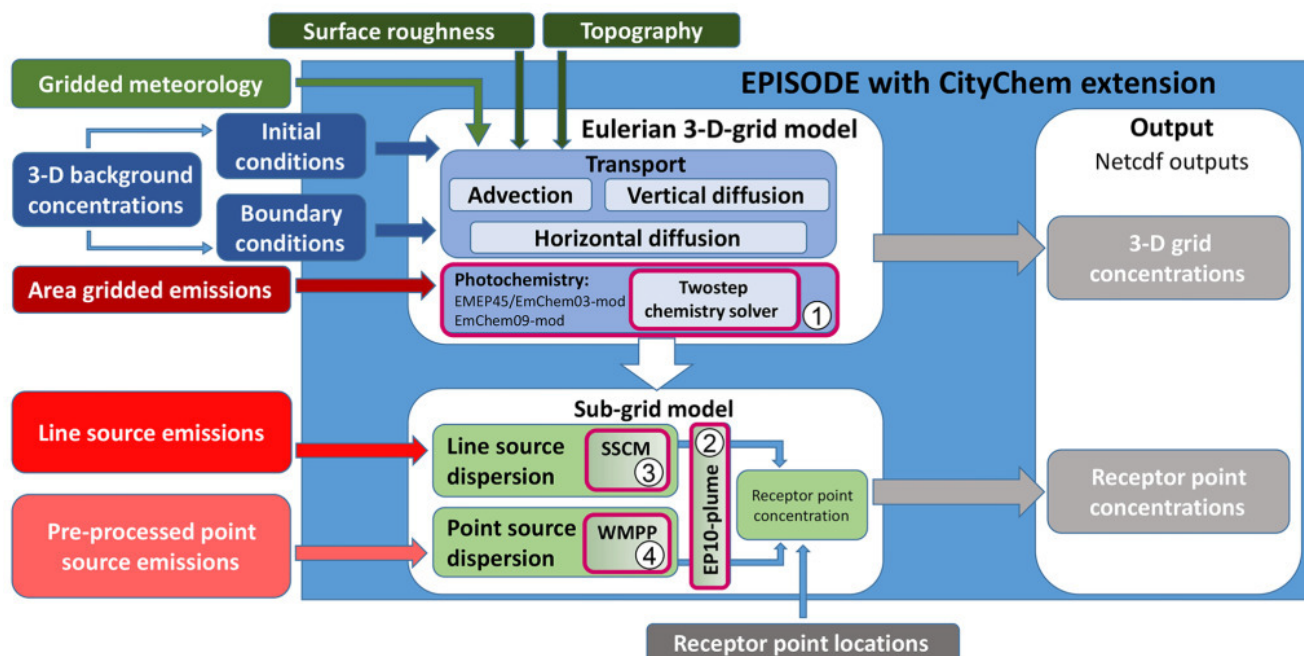 Surface roughness
Topography
Gridded meteorology
EPISODE with CityChem extension
3-D background
concentrations
Initial
conditions
Boundary
conditions
Area gridded emissions
Eulerian 3-D-grid model
Transport
Advection
Vertical diffusion
Horizontal diffusion
Photochemistry:
EMEP45/EmChem03-mod
EmChem09-mod
Twostep
chemistry solver
1
Output
Netcdf outputs
3-D grid
concentrations
Line source emissions
Pre-processed point
source emissions
Sub-grid model
Line source
dispersion
SSCM
3
Point source
dispersion
WMPP
4
2
EP10-plume
Receptor point
concentration
Receptor point
concentrations
Receptor point locations